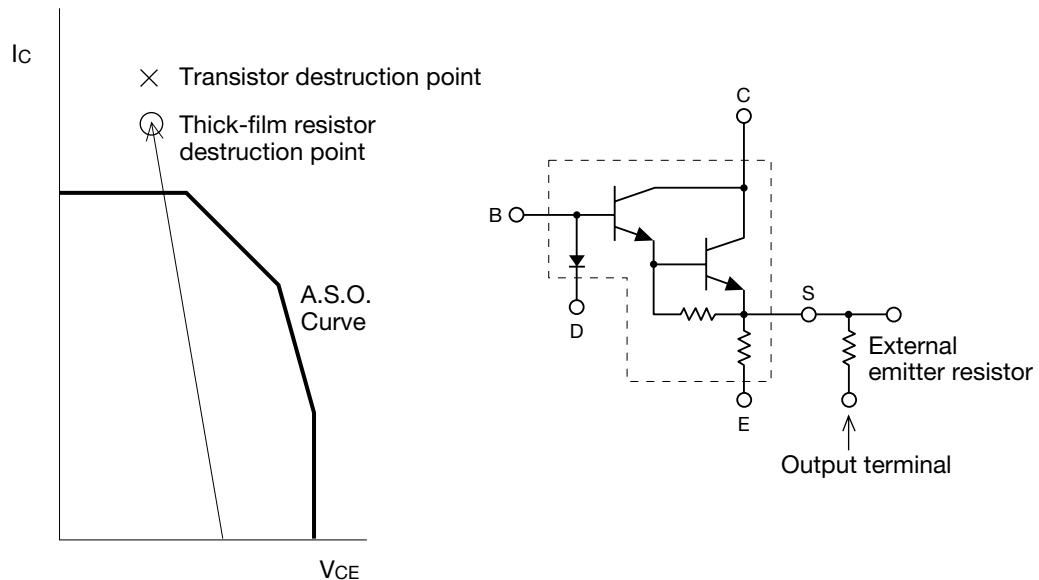 IC
Transistor destruction point
Thick-film resistor
destruction point
A.S.O.
Curve
VCE
C
B
D
S
E
External
emitter resistor
Output terminal